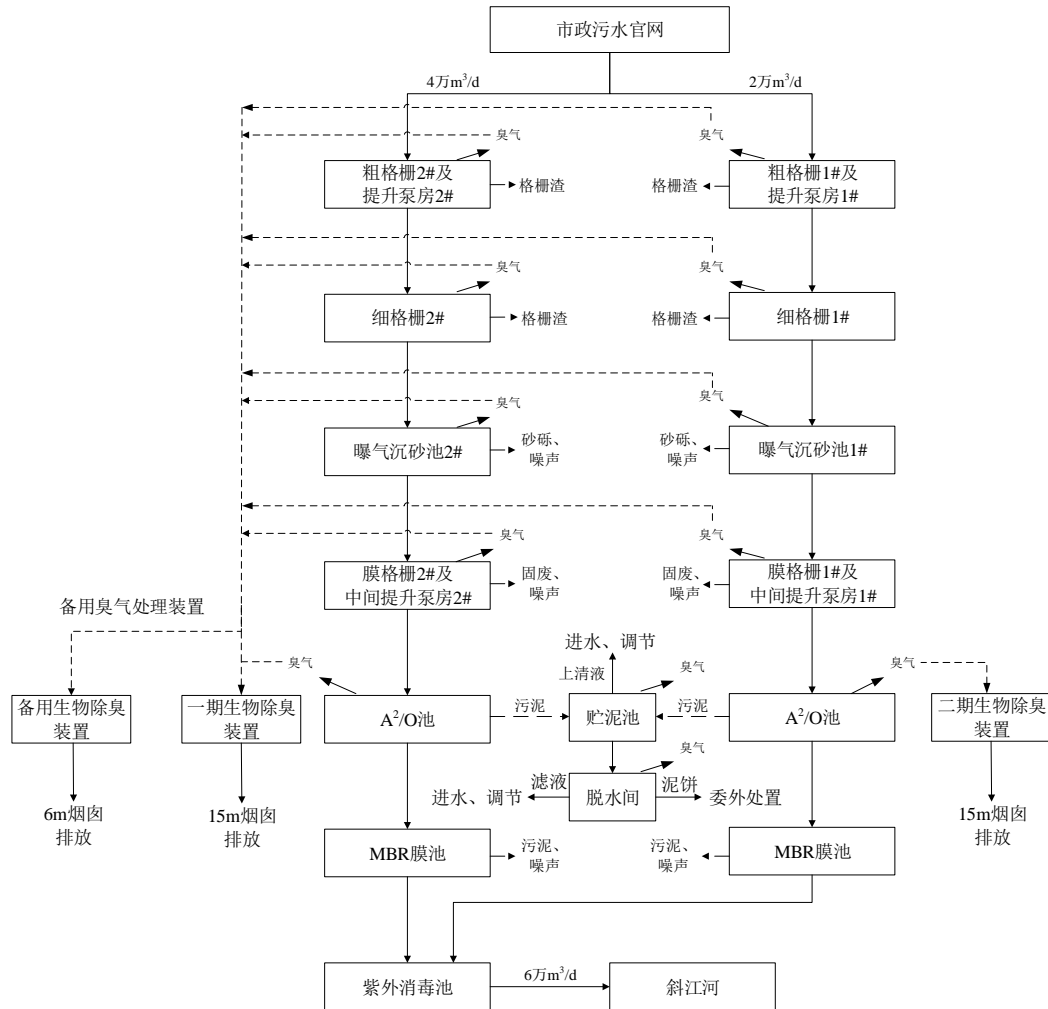 市政污水官网
4万m³/d
2万m³/d
臭气
臭气
粗格栅2#及
提升泵房2#
格栅渣
格栅渣
粗格栅1#及
提升泵房1#
臭气
臭气
细格栅2#
格栅渣
格栅渣
细格栅1#
臭气
臭气
曝气沉砂池2#
砂砾、
噪声
砂砾、
噪声
曝气沉砂池1#
臭气
臭气
膜格栅2#及
中间提升泵房2#
固废、
噪声
固废、
噪声
膜格栅1#及
中间提升泵房1#
备用臭气处理装置
进水、调节
臭气
上清液
臭气
臭气
备用生物除臭
装置
一期生物除臭
装置
A²/O池
污泥
贮泥池
污泥
A²/O池
二期生物除臭
装置
臭气
滤液
泥饼
进水、调节
脱水间
委外处置
6m烟囱
排放
15m烟囱
排放
15m烟囱
排放
MBR膜池
污泥、
噪声
污泥、
噪声
MBR膜池
紫外消毒池
6万m³/d
斜江河